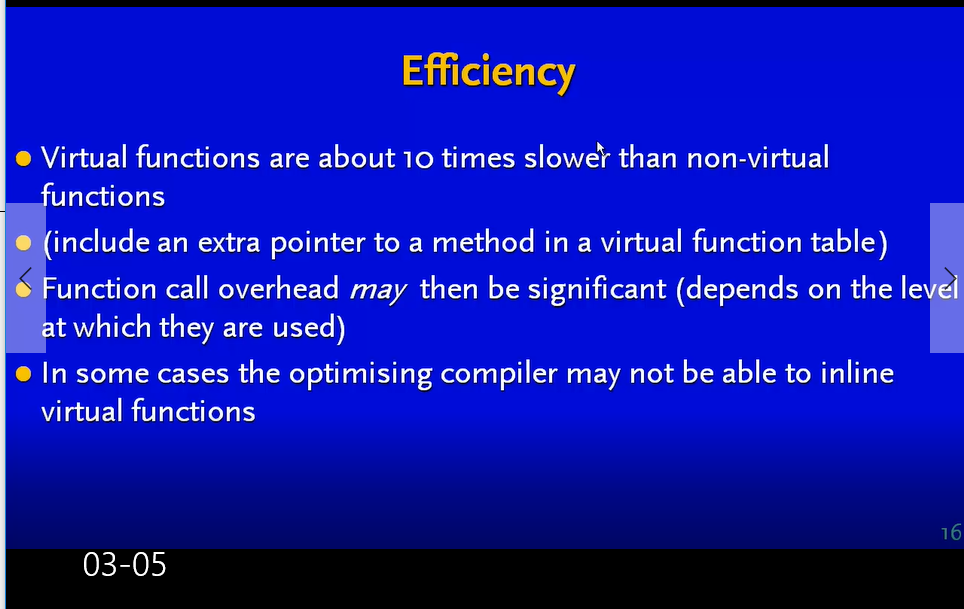 Efficiency
Virtual functions are about 10 times slower than non-virtual
functions
(include an extra pointer to a method in a virtual function table)
Function call overhead may then be significant (depends on the level
at which they are used)
In some cases the optimising compiler may not be able to inline
virtual functions
16
03-05